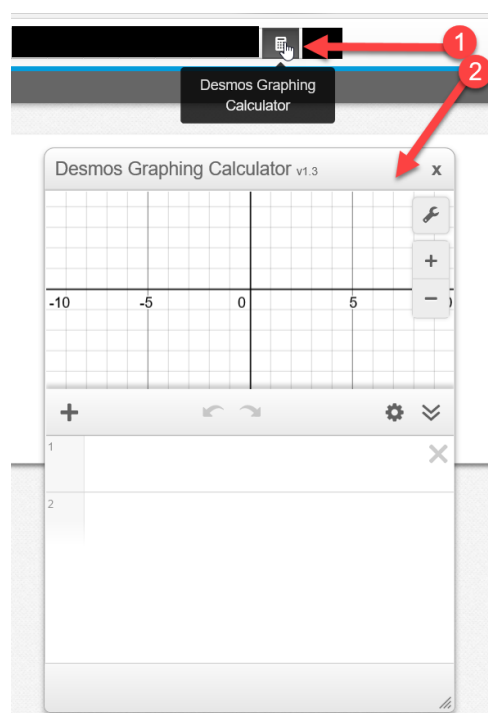 1
Desmos Graphing
Calculator
2
Desmos Graphing Calculator v1.3 x
+
-10 -5 0 5 −
+
1
2